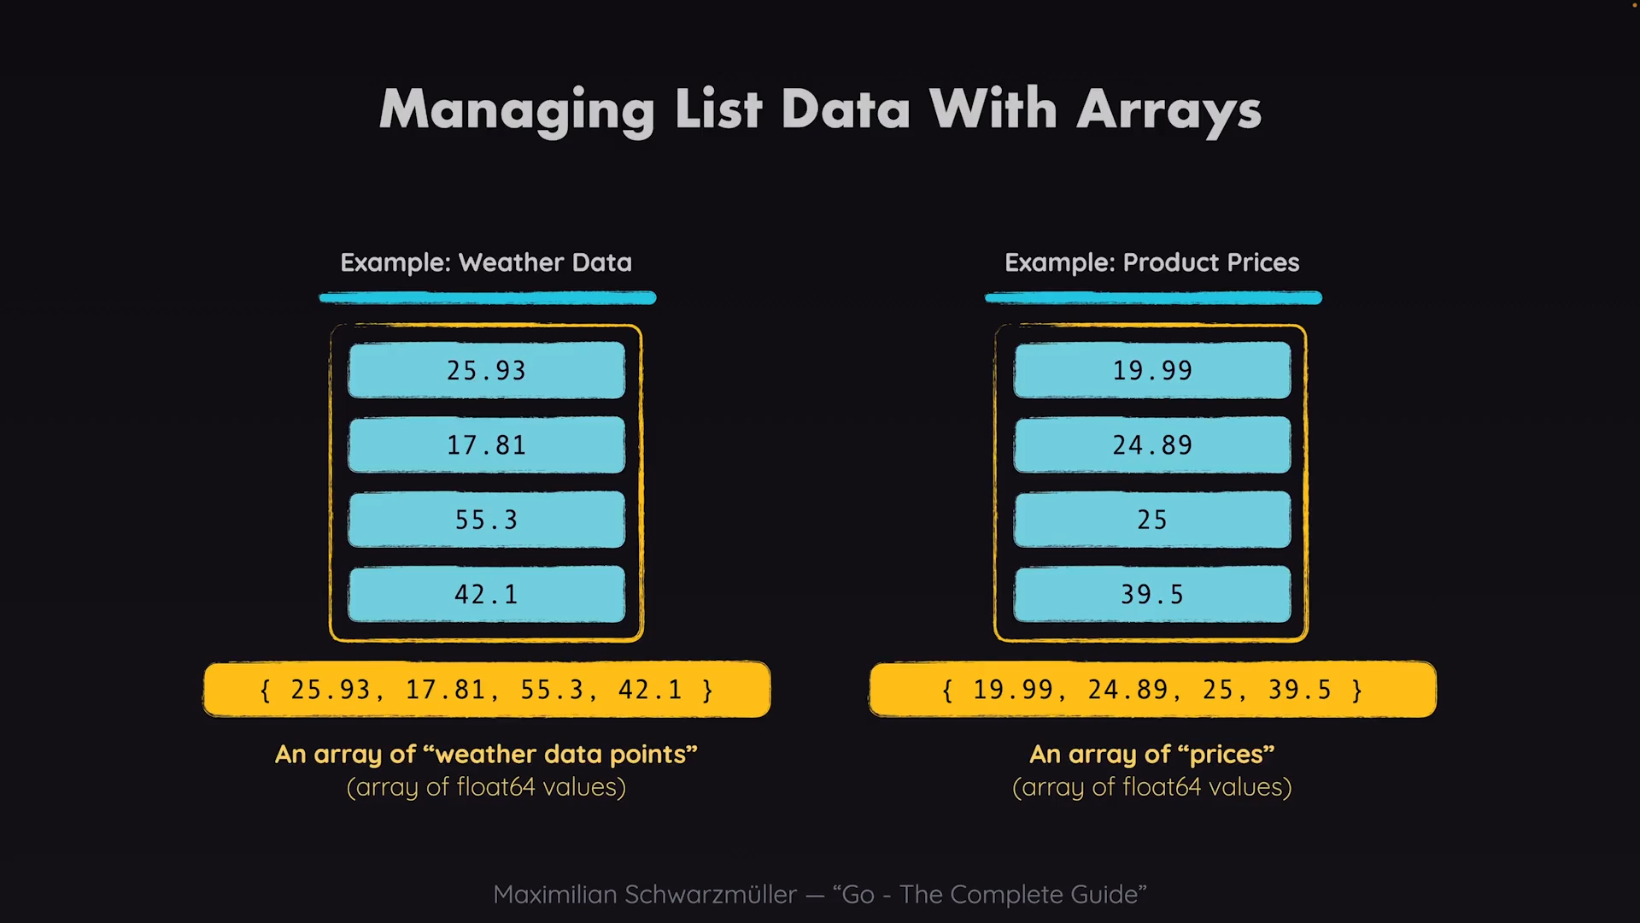 Managing List Data With Arrays
Example: Weather Data
25.93
17.81
55.3
42.1
{ 25.93, 17.81, 55.3, 42.1 }
An array of “weather data points”
(array of float64 values)
Example: Product Prices
19.99
24.89
25
39.5
{ 19.99, 24.89, 25, 39.5 }
An array of “prices”
(array of float64 values)
Maximilian Schwarzmüller — “Go - The Complete Guide”